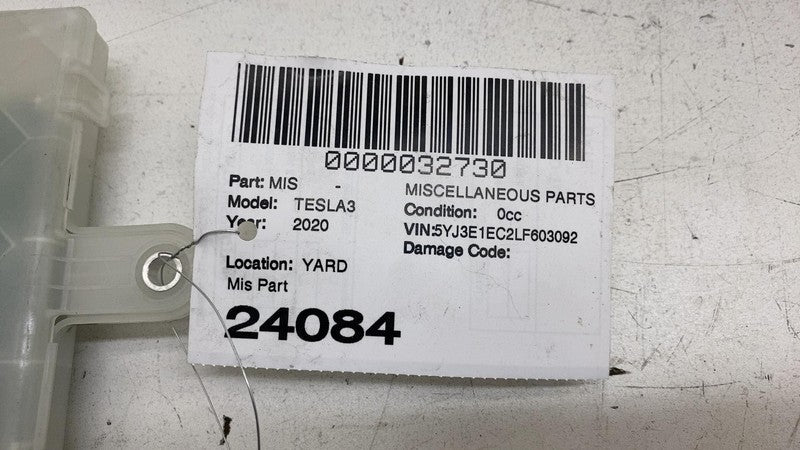 0000032730
Part: MIS - MISCELLANEOUS PARTS
Model: TESLA3 Condition: 0cc
Year: 2020 VIN:5YJ3E1EC2LF603092
Damage Code:
Location: YARD
Mis Part
24084